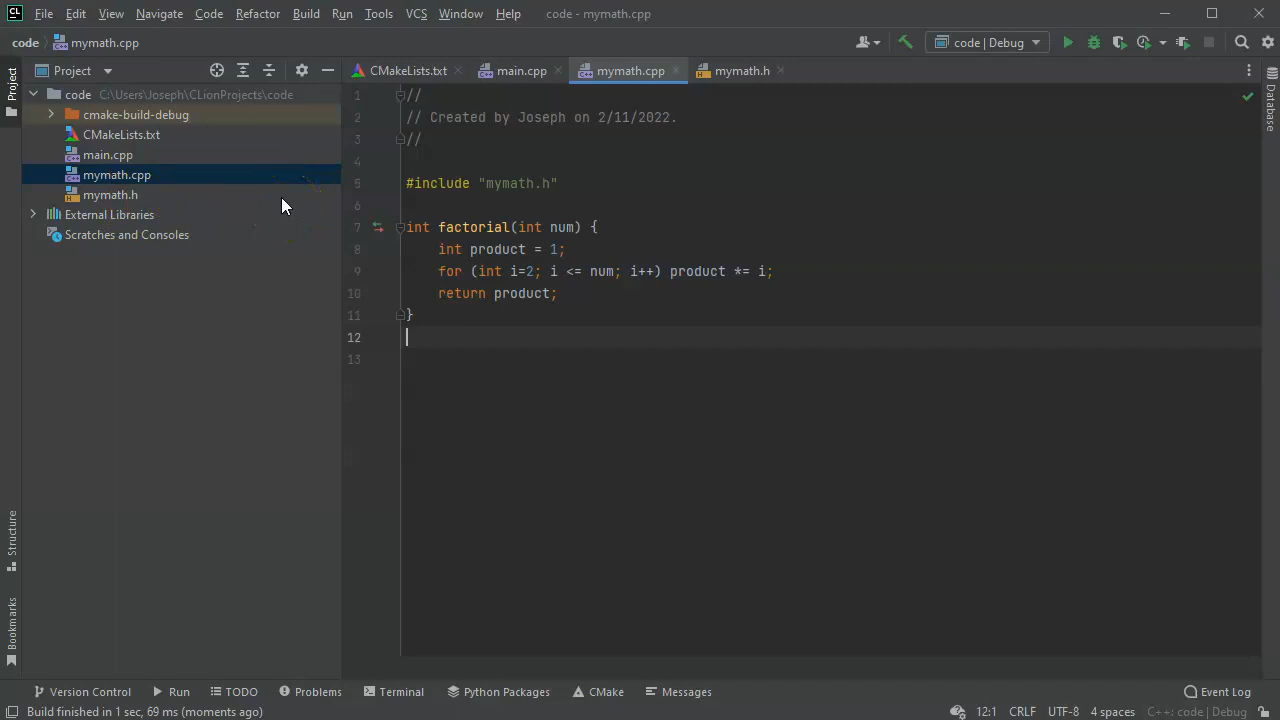 CL File Edit View Navigate Code Refactor Build Run Tools VCS Window Help code - mymath.cpp
code mymath.cpp code | Debug
Project CMakeLists.txt main.cpp mymath.cpp mymath.h
Project
Structure
Bookmarks
code C:\Users\Joseph\CLionProjects\code
cmake-build-debug
CMakeLists.txt
main.cpp
mymath.cpp
mymath.h
External Libraries
Scratches and Consoles
1 //
2 // Created by Joseph on 2/11/2022.
3 //
4
5 #include "mymath.h"
6
7 int factorial(int num) {
8 int product = 1;
9 for (int i=2; i <= num; i++) product *= i;
10 return product;
11 }
12
13
Database
Version Control Run TODO Problems Terminal Python Packages CMake Messages Event Log
Build finished in 1 sec, 69 ms (moments ago) 12:1 CRLF UTF-8 4 spaces C++: code | Debug